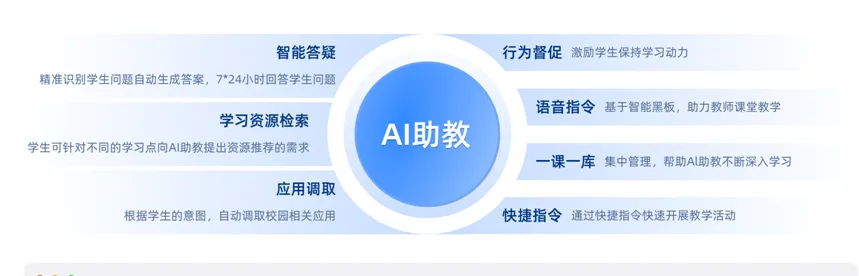 智能答疑
精准识别学生问题自动生成答案，7*24小时回答学生问题
学习资源检索
学生可针对不同的学习点向AI助教提出资源推荐的需求
应用调取
根据学生的意图，自动调取校园相关应用
AI助教
行为督促 激励学生保持学习动力
语音指令 基于智能黑板，助力教师课堂教学
一课一库 集中管理，帮助AI助教不断深入学习
快捷指令 通过快捷指令快速开展教学活动